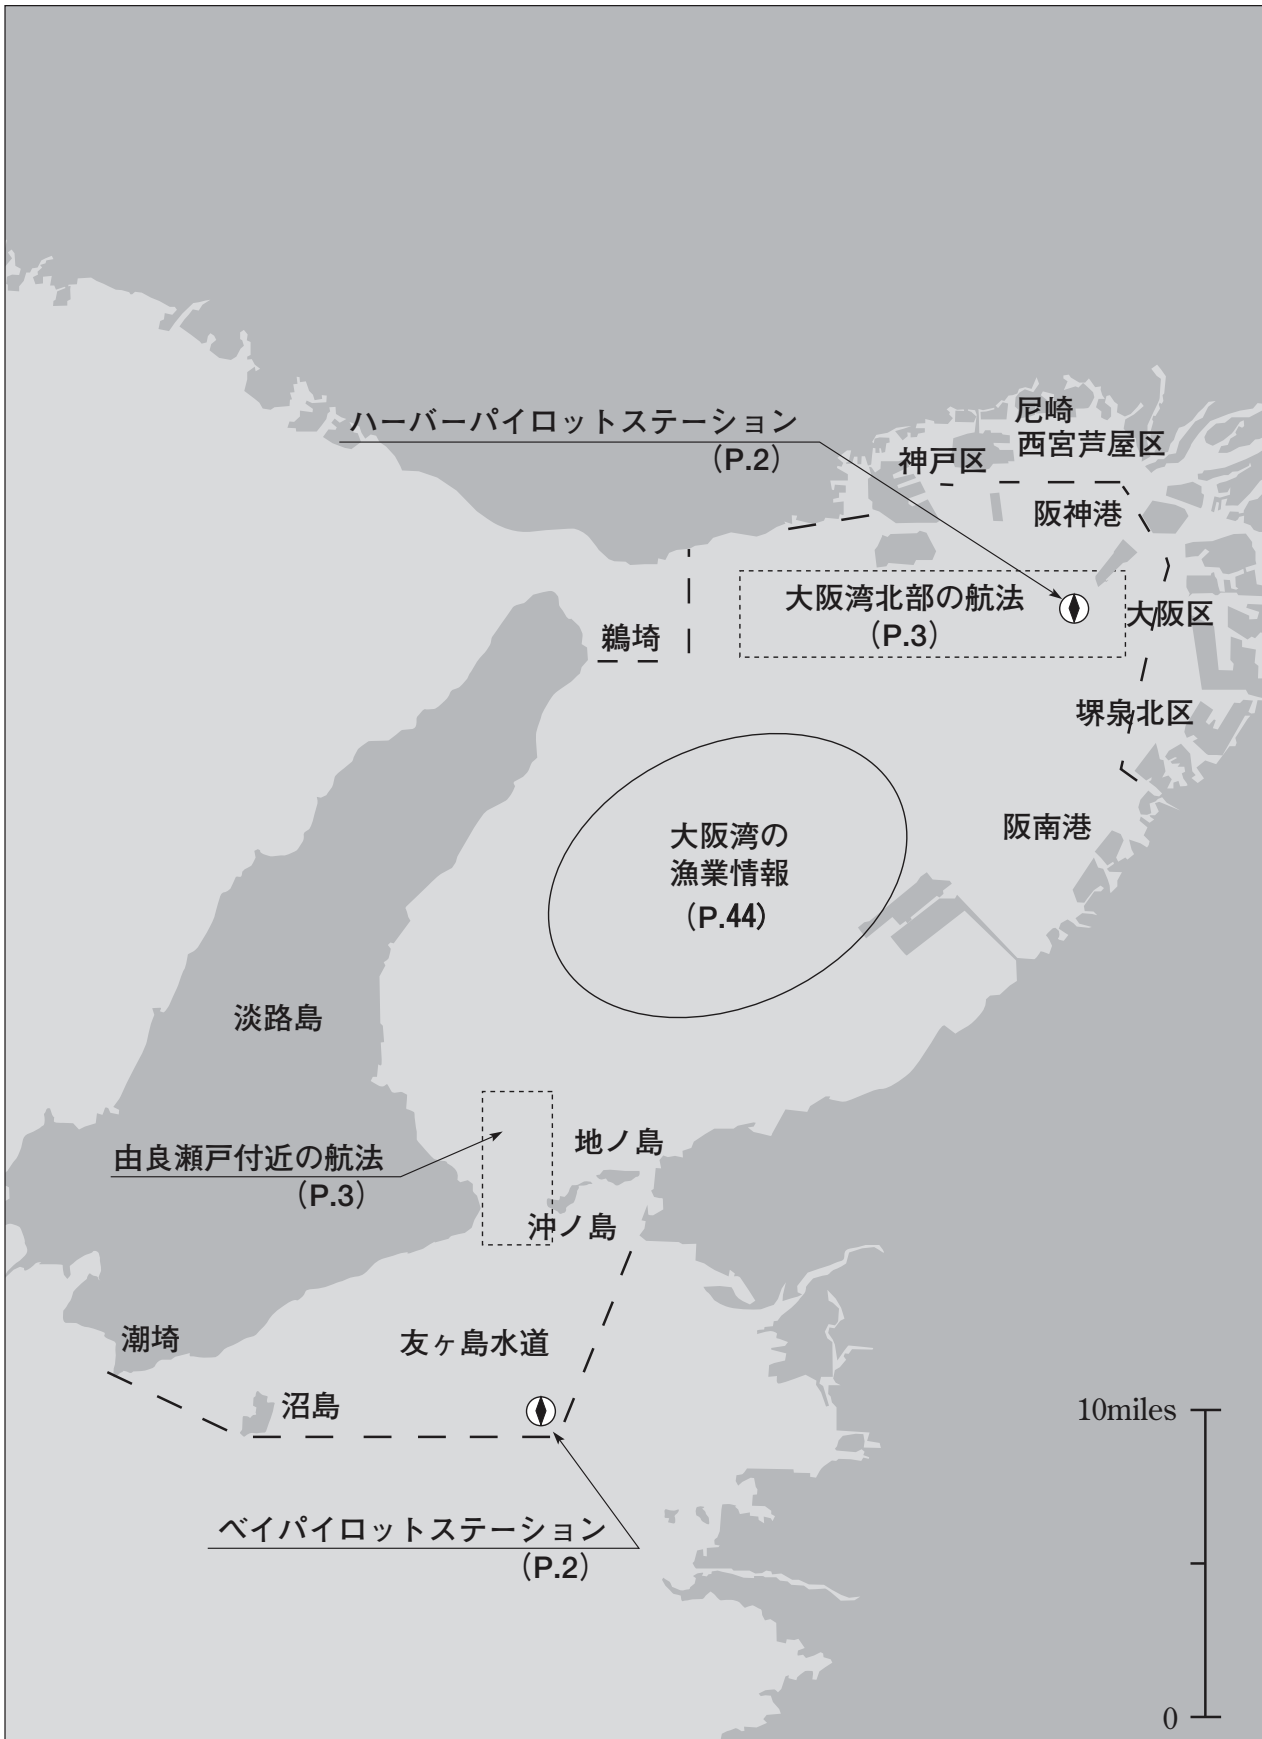 尼崎
西宮芦屋区
ハーバーパイロットステーション
(P.2)
神戸区
阪神港
大阪湾北部の航法
(P.3)
大阪区
鵜埼
堺泉北区
大阪湾の
漁業情報
(P.44)
阪南港
淡路島
由良瀬戸付近の航法
(P.3)
地ノ島
沖ノ島
潮埼
友ヶ島水道
沼島
10miles
ベイパイロットステーション
(P.2)
0